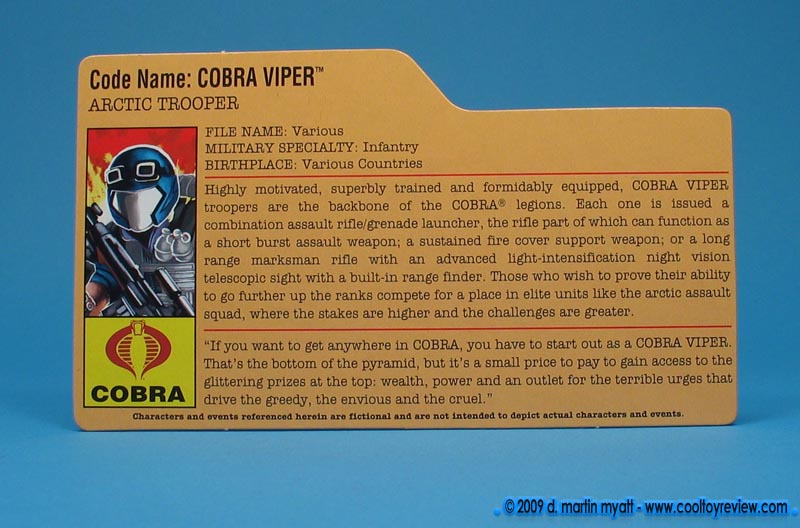 Code Name: COBRA VIPER™
ARCTIC TROOPER
FILE NAME: Various
MILITARY SPECIALTY: Infantry
BIRTHPLACE: Various Countries
Highly motivated, superbly trained and formidably equipped, COBRA VIPER
troopers are the backbone of the COBRA® legions. Each one is issued a
combination assault rifle/grenade launcher, the rifle part of which can function as
a short burst assault weapon; a sustained fire cover support weapon; or a long
range marksman rifle with an advanced light-intensification night vision
telescopic sight with a built-in range finder. Those who wish to prove their ability
to go further up the ranks compete for a place in elite units like the arctic assault
squad, where the stakes are higher and the challenges are greater.
"If you want to get anywhere in COBRA, you have to start out as a COBRA VIPER.
That's the bottom of the pyramid, but it's a small price to pay to gain access to the
glittering prizes at the top: wealth, power and an outlet for the terrible urges that
drive the greedy, the envious and the cruel."
COBRA
Characters and events referenced herein are fictional and are not intended to depict actual characters and events.
© 2009 d. martin myatt - www.cooltoyreview.com